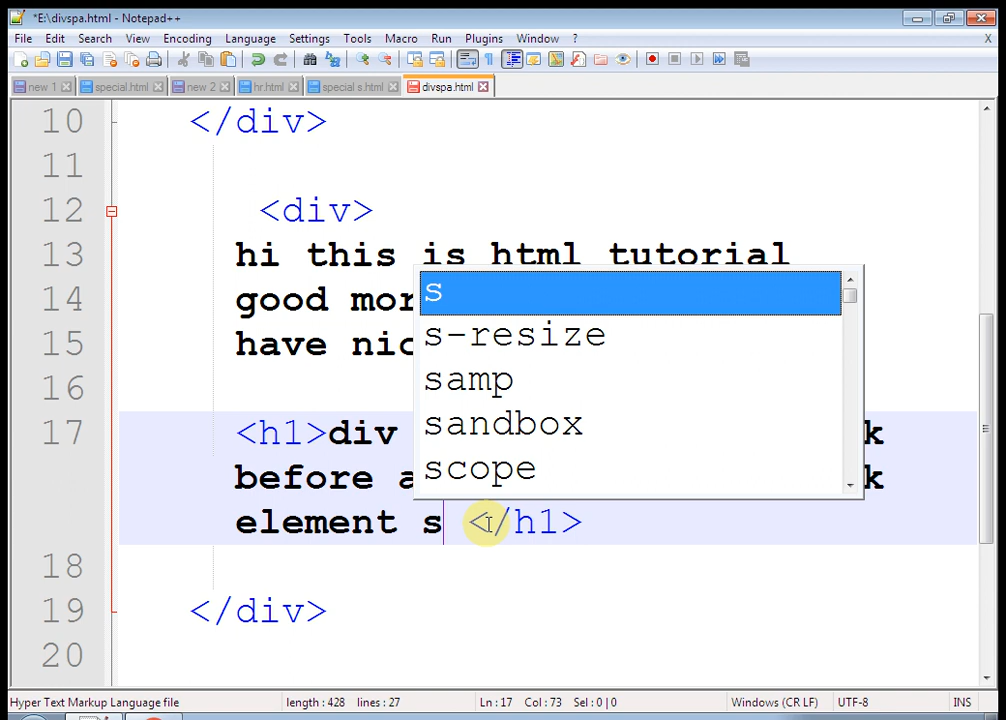 *E:\divspa.html - Notepad++
File Edit Search View Encoding Language Settings Tools Macro Run Plugins Window ? X
new 1 special.html new 2 hr.html special s.html divspa.html
10 </div>
11
12 <div>
13 hi this is html tutorial
14 good mor
15 have nic
16
17 <h1>div k
before a k
element s </h1>
18
19 </div>
20
s
s-resize
samp
sandbox
scope
Hyper Text Markup Language file length : 428 lines : 27 Ln : 17 Col : 73 Sel : 0 | 0 Windows (CR LF) UTF-8 INS